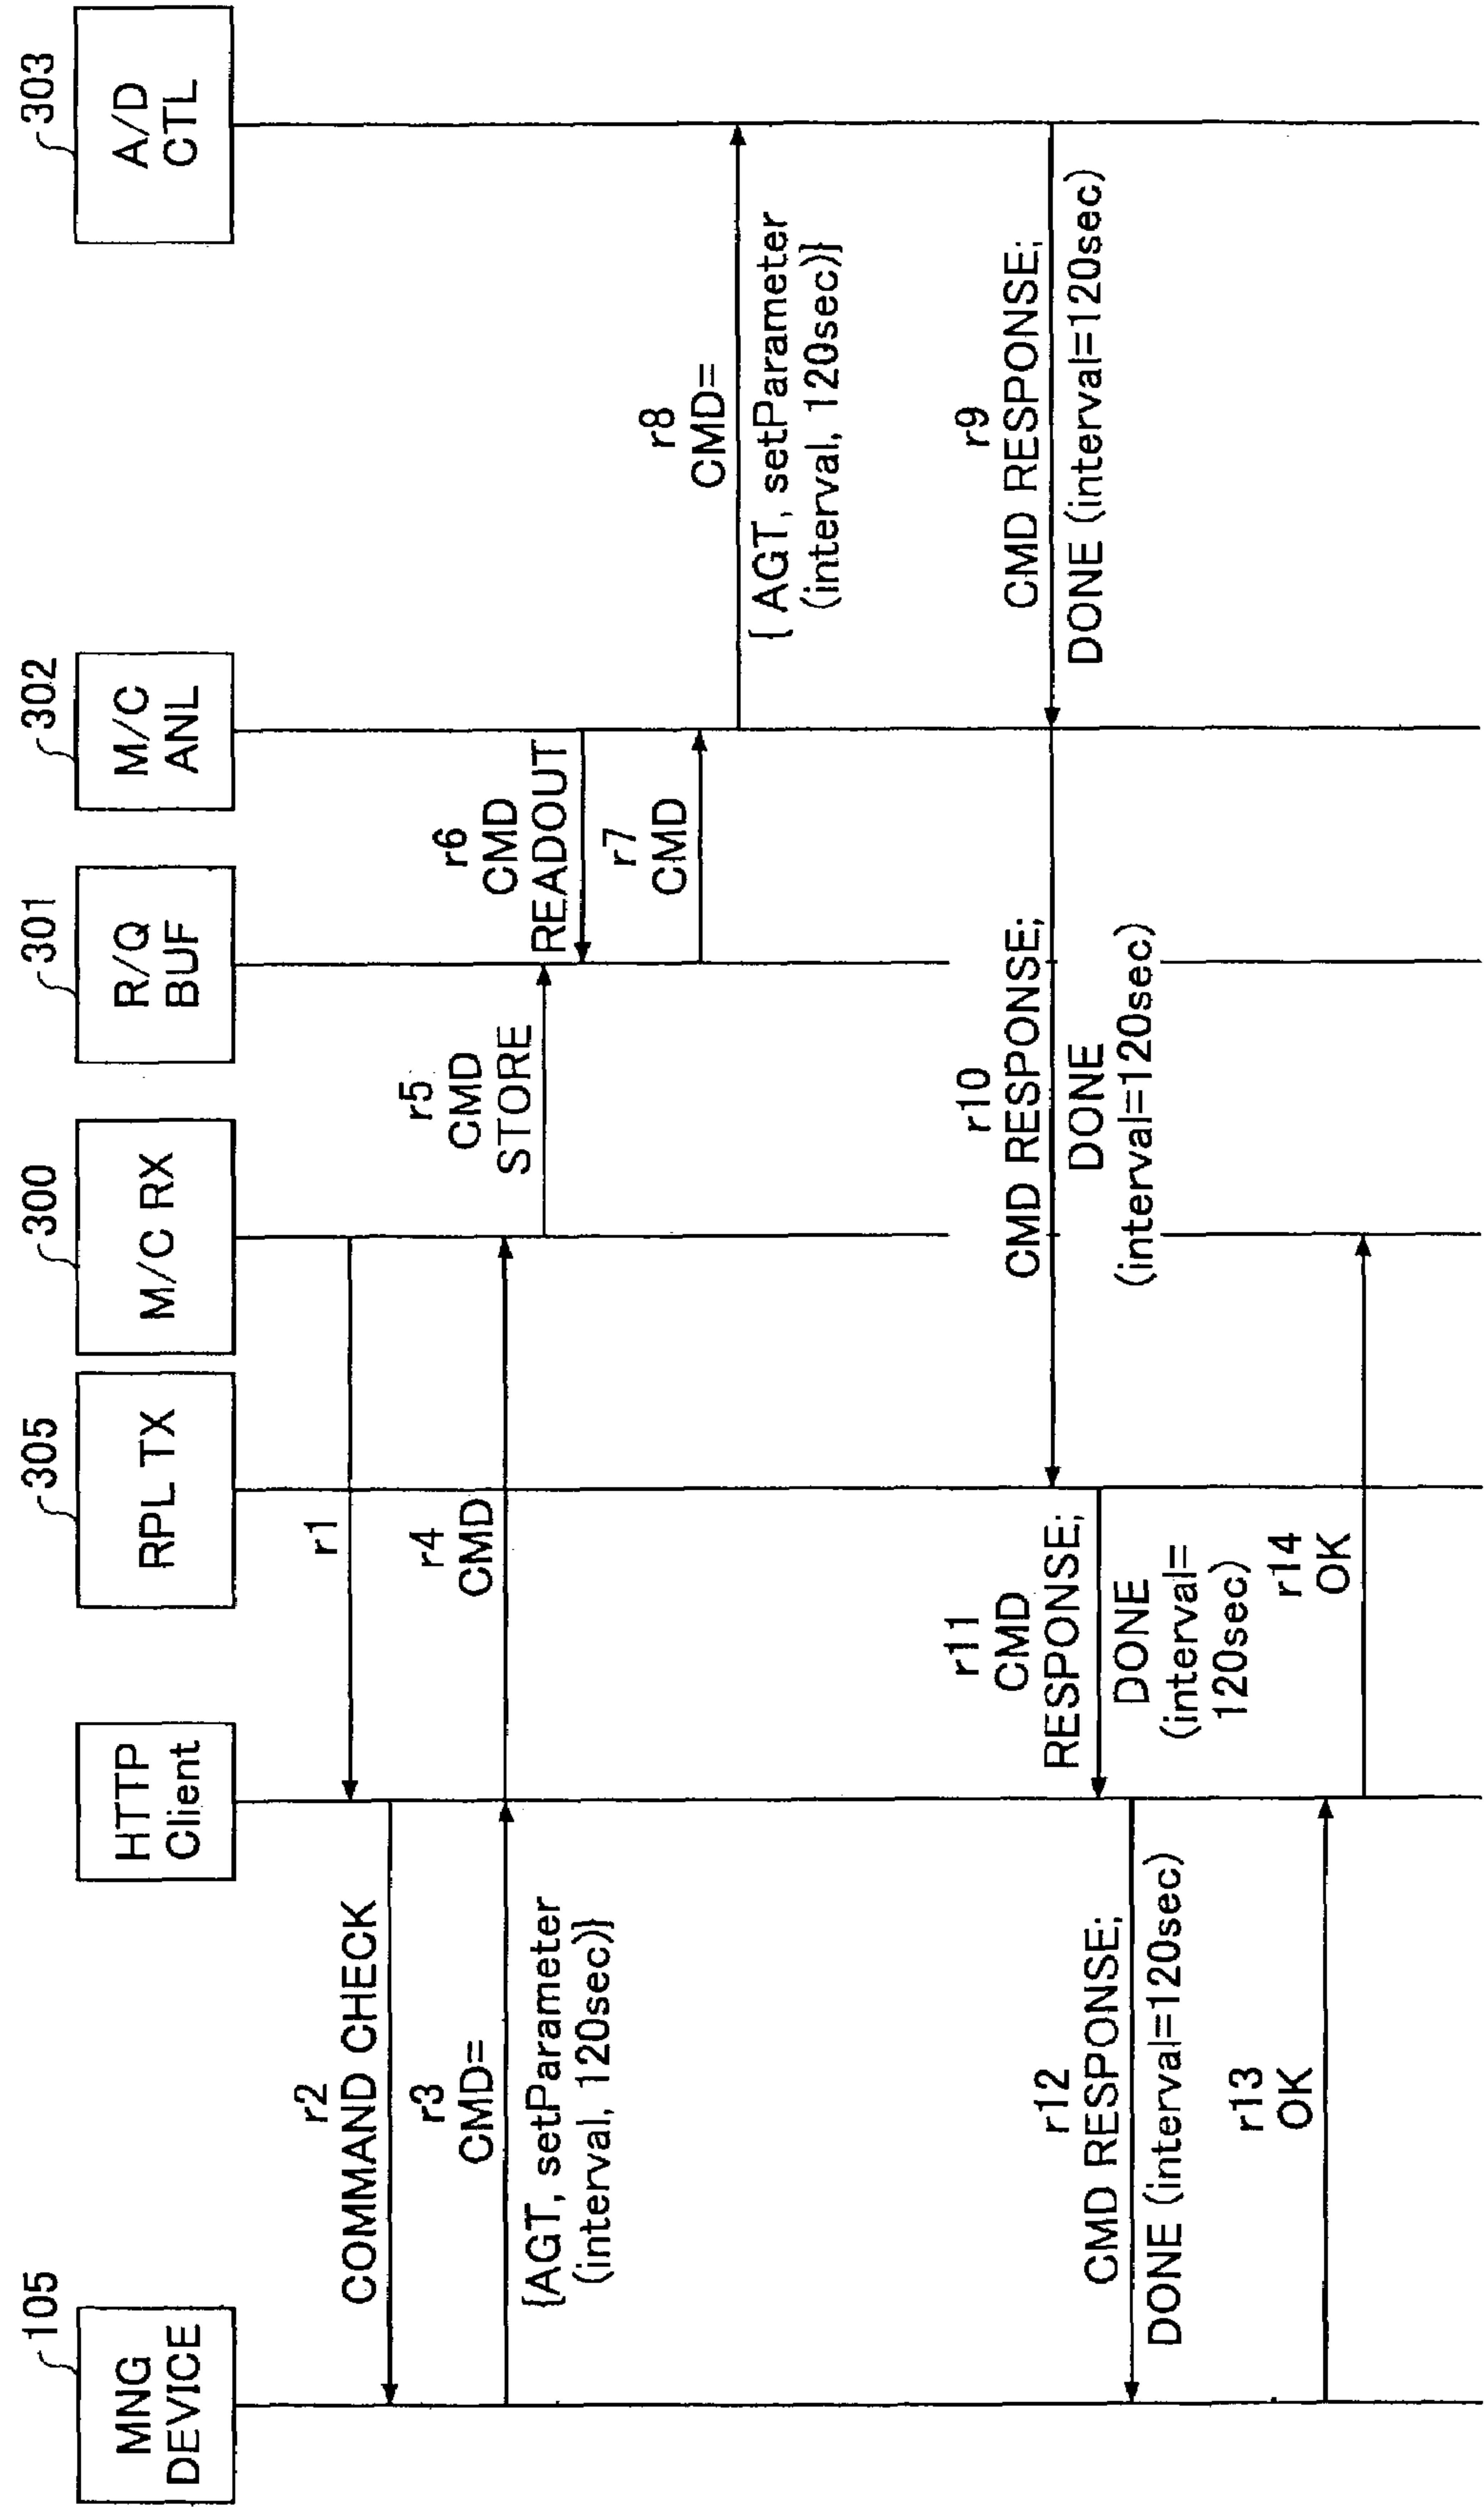 105
MNG
DEVICE
HTTP
Client
305
RPL TX
300
M/C RX
301
R/Q
BUF
302
M/C
ANL
303
A/D
CTL
r1
r2
COMMAND CHECK
r3
CMD=
{AGT, setParameter
(interval, 120sec)}
r4
CMD
r5
CMD
STORE
r6
CMD
READOUT
r7
CMD
r8
CMD=
{ AGT, setParameter
(interval, 120sec)}
r9
CMD RESPONSE;
DONE (interval=120sec)
r10
CMD RESPONSE;
DONE
(interval=120sec)
r11
CMD
RESPONSE;
DONE
(interval=
120sec)
r12
CMD RESPONSE;
DONE (interval=120sec)
r13
OK
r14
OK